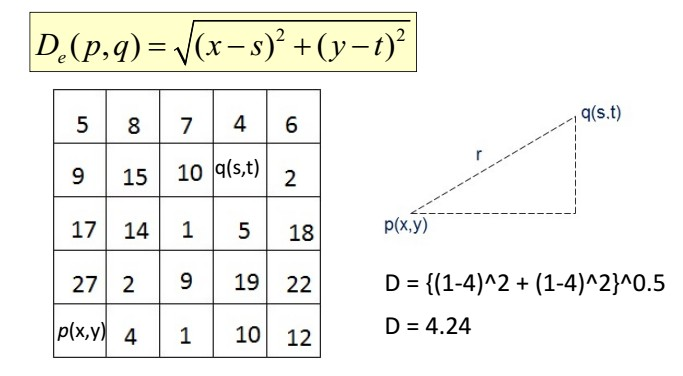 Dₑ(p,q) = √(x−s)² + (y−t)²
5 8 7 4 6
9 15 10 q(s,t) 2
17 14 1 5 18
27 2 9 19 22
p(x,y) 4 1 10 12
q(s.t)
r
p(x,y)
D = {(1-4)^2 + (1-4)^2}^0.5
D = 4.24